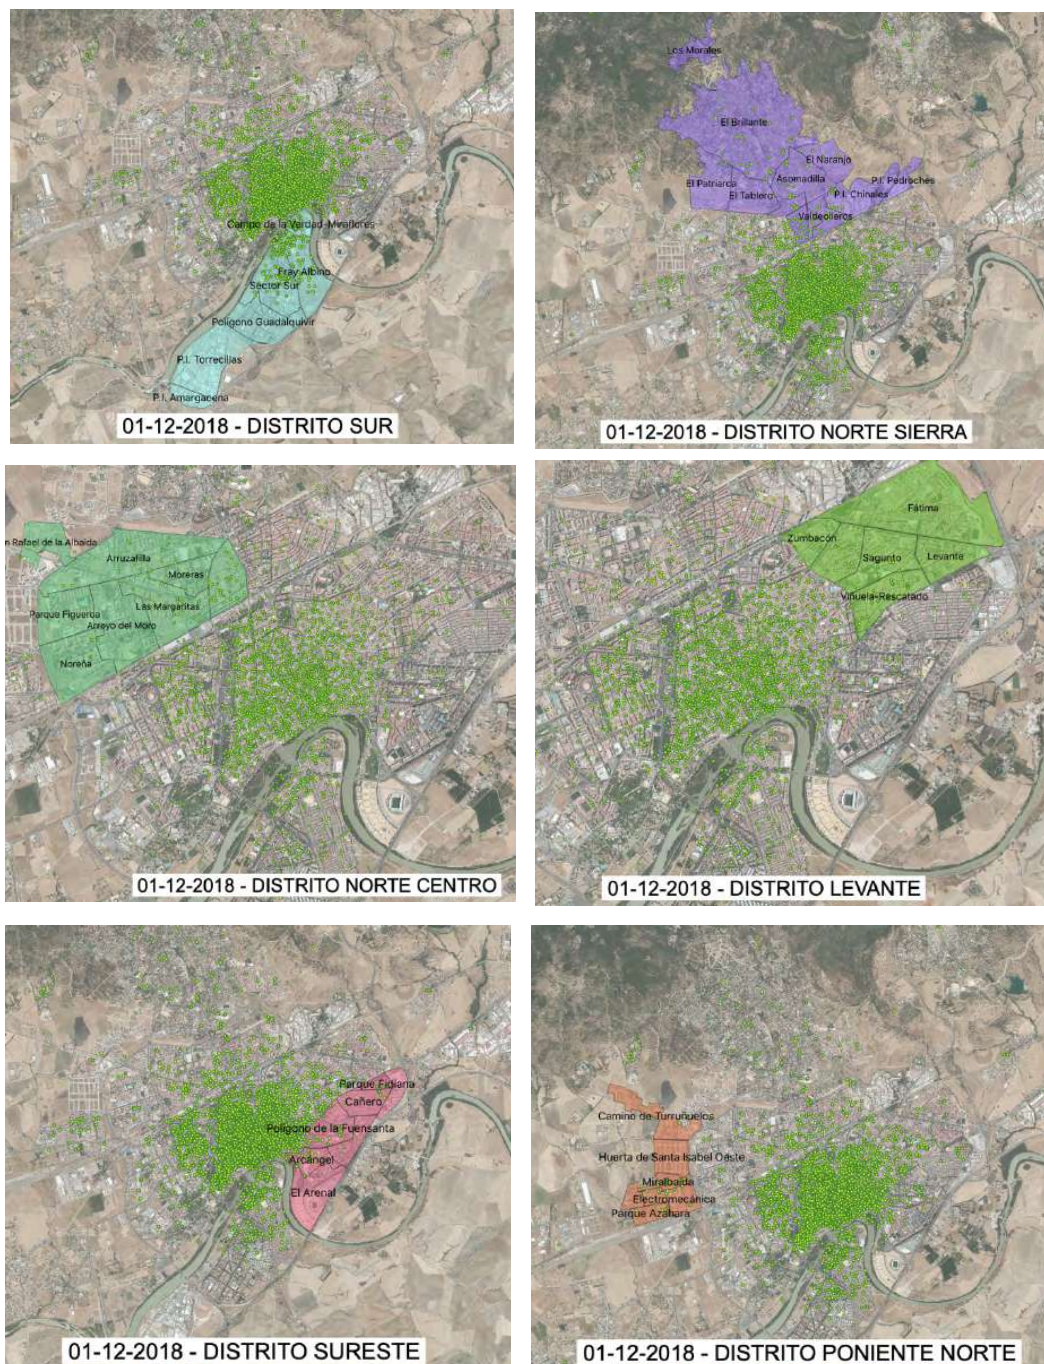 Campo de la Verdad-Miraflores
Fray Albino
Sector Sur
Polígono Guadalquivir
P.I. Torrecillas
P.I. Amargacena
01-12-2018 - DISTRITO SUR
Los Morales
El Brillante
El Naranjo
Asomadilla
P.I. Pedroches
El Patriarca
El Tablero
P.I. Chinales
Valdeolleros
01-12-2018 - DISTRITO NORTE SIERRA
n Rafael de la Albaida
Arruzafilla
Moreras
Las Margaritas
Parque Figueroa
Arroyo del Moro
Noreña
01-12-2018 - DISTRITO NORTE CENTRO
Fátima
Zumbacón
Sagunto
Levante
Viñuela-Rescatado
01-12-2018 - DISTRITO LEVANTE
Parque Fidiana
Cañero
Polígono de la Fuensanta
Arcángel
El Arenal
01-12-2018 - DISTRITO SURESTE
Camino de Turruñuelos
Huerta de Santa Isabel Oeste
Miralbaida
Electromecánica
Parque Azahara
01-12-2018 - DISTRITO PONIENTE NORTE